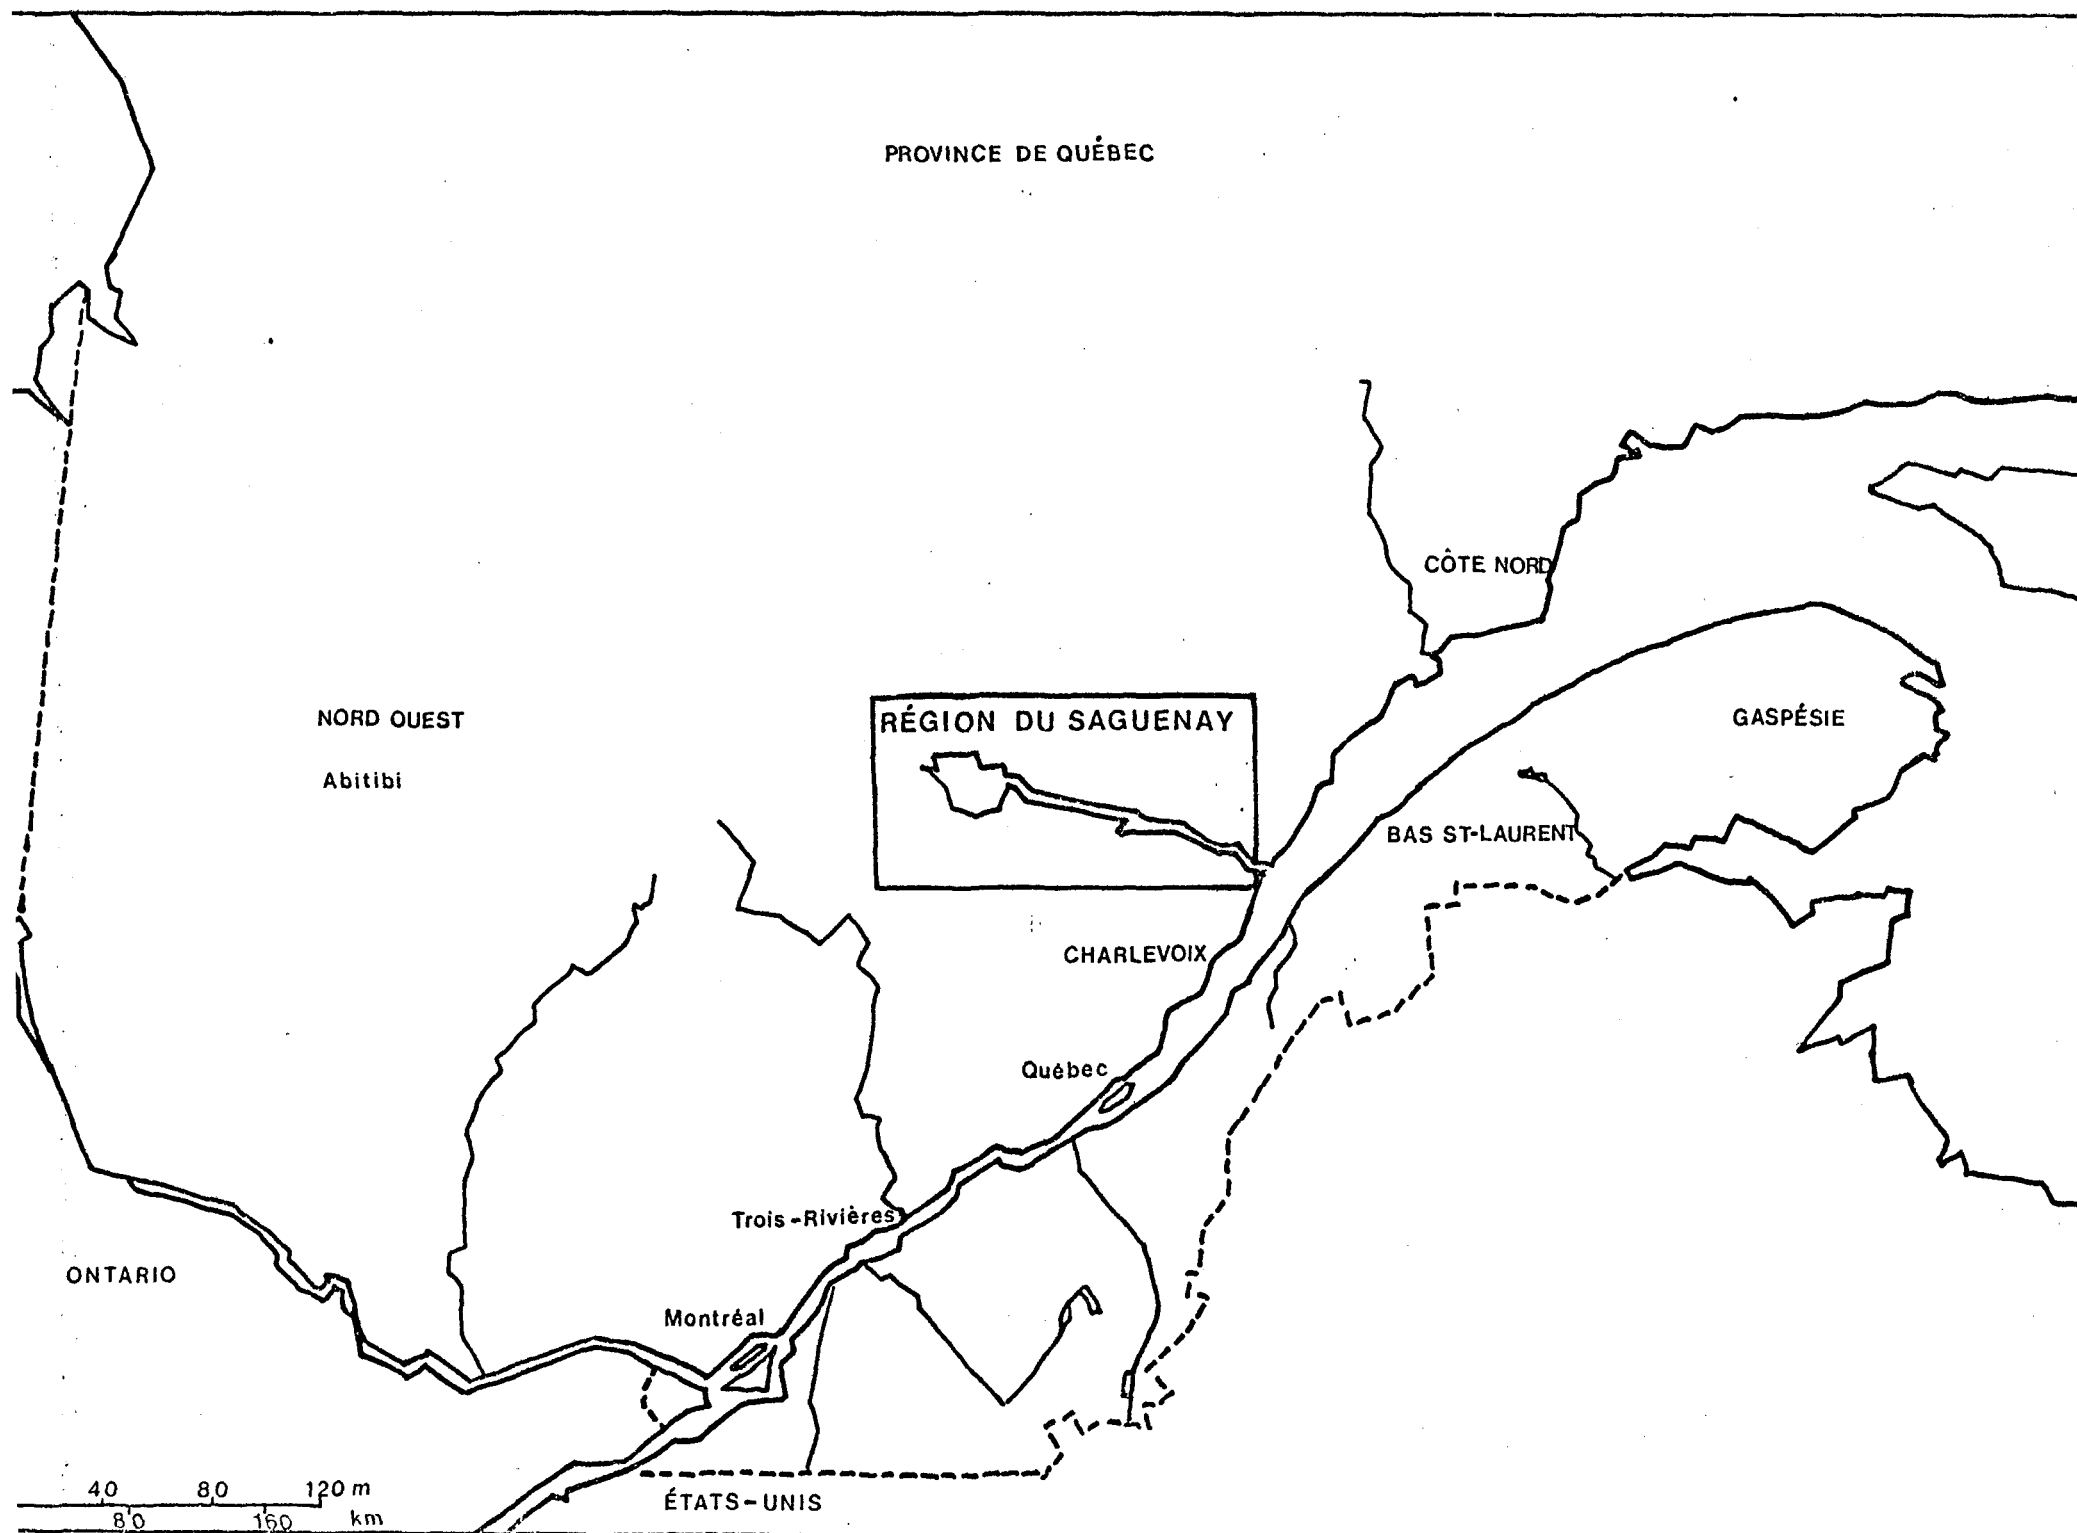 PROVINCE DE QUÉBEC
CÔTE NORD
NORD OUEST
Abitibi
RÉGION DU SAGUENAY
GASPÉSIE
BAS ST-LAURENT
CHARLEVOIX
Québec
Trois-Rivières
ONTARIO
Montréal
40 80 120 m
80 160 km
ÉTATS-UNIS